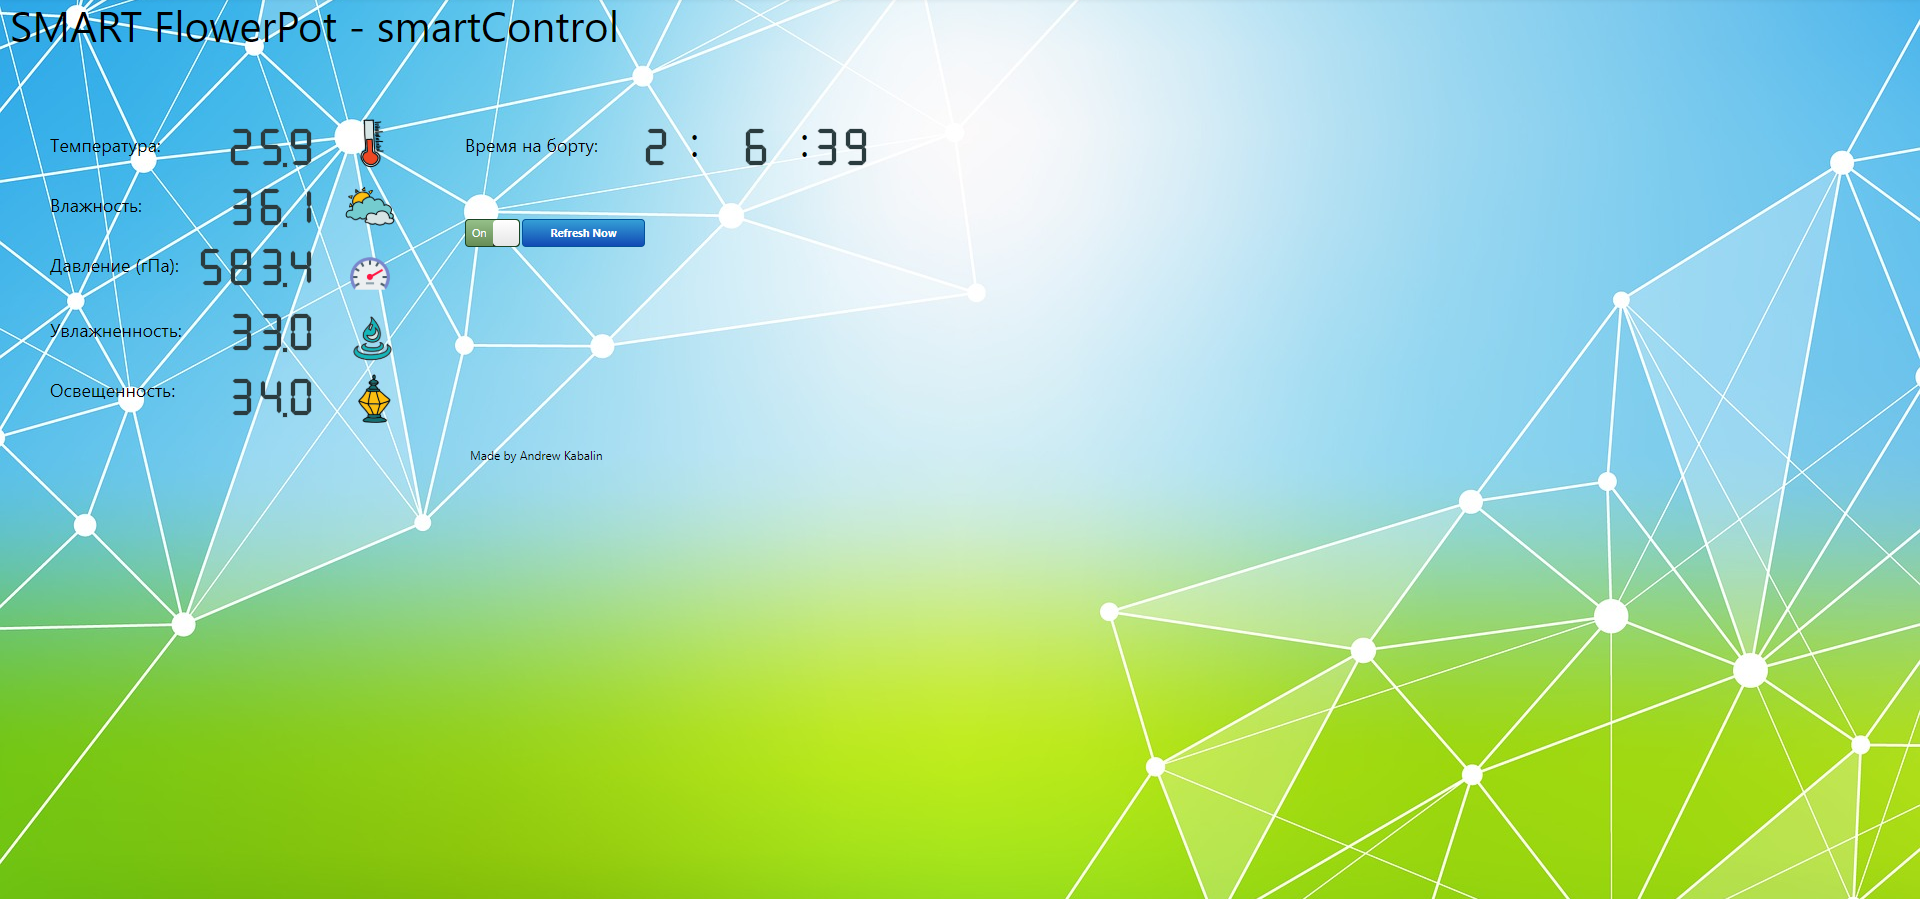 SMART FlowerPot - smartControl
Температура: 25.9
Время на борту: 2 : 6 :39
Влажность: 36.1
On Refresh Now
Давление (гПа): 583.4
Увлажненность: 33.0
Освещенность: 34.0
Made by Andrew Kabalin